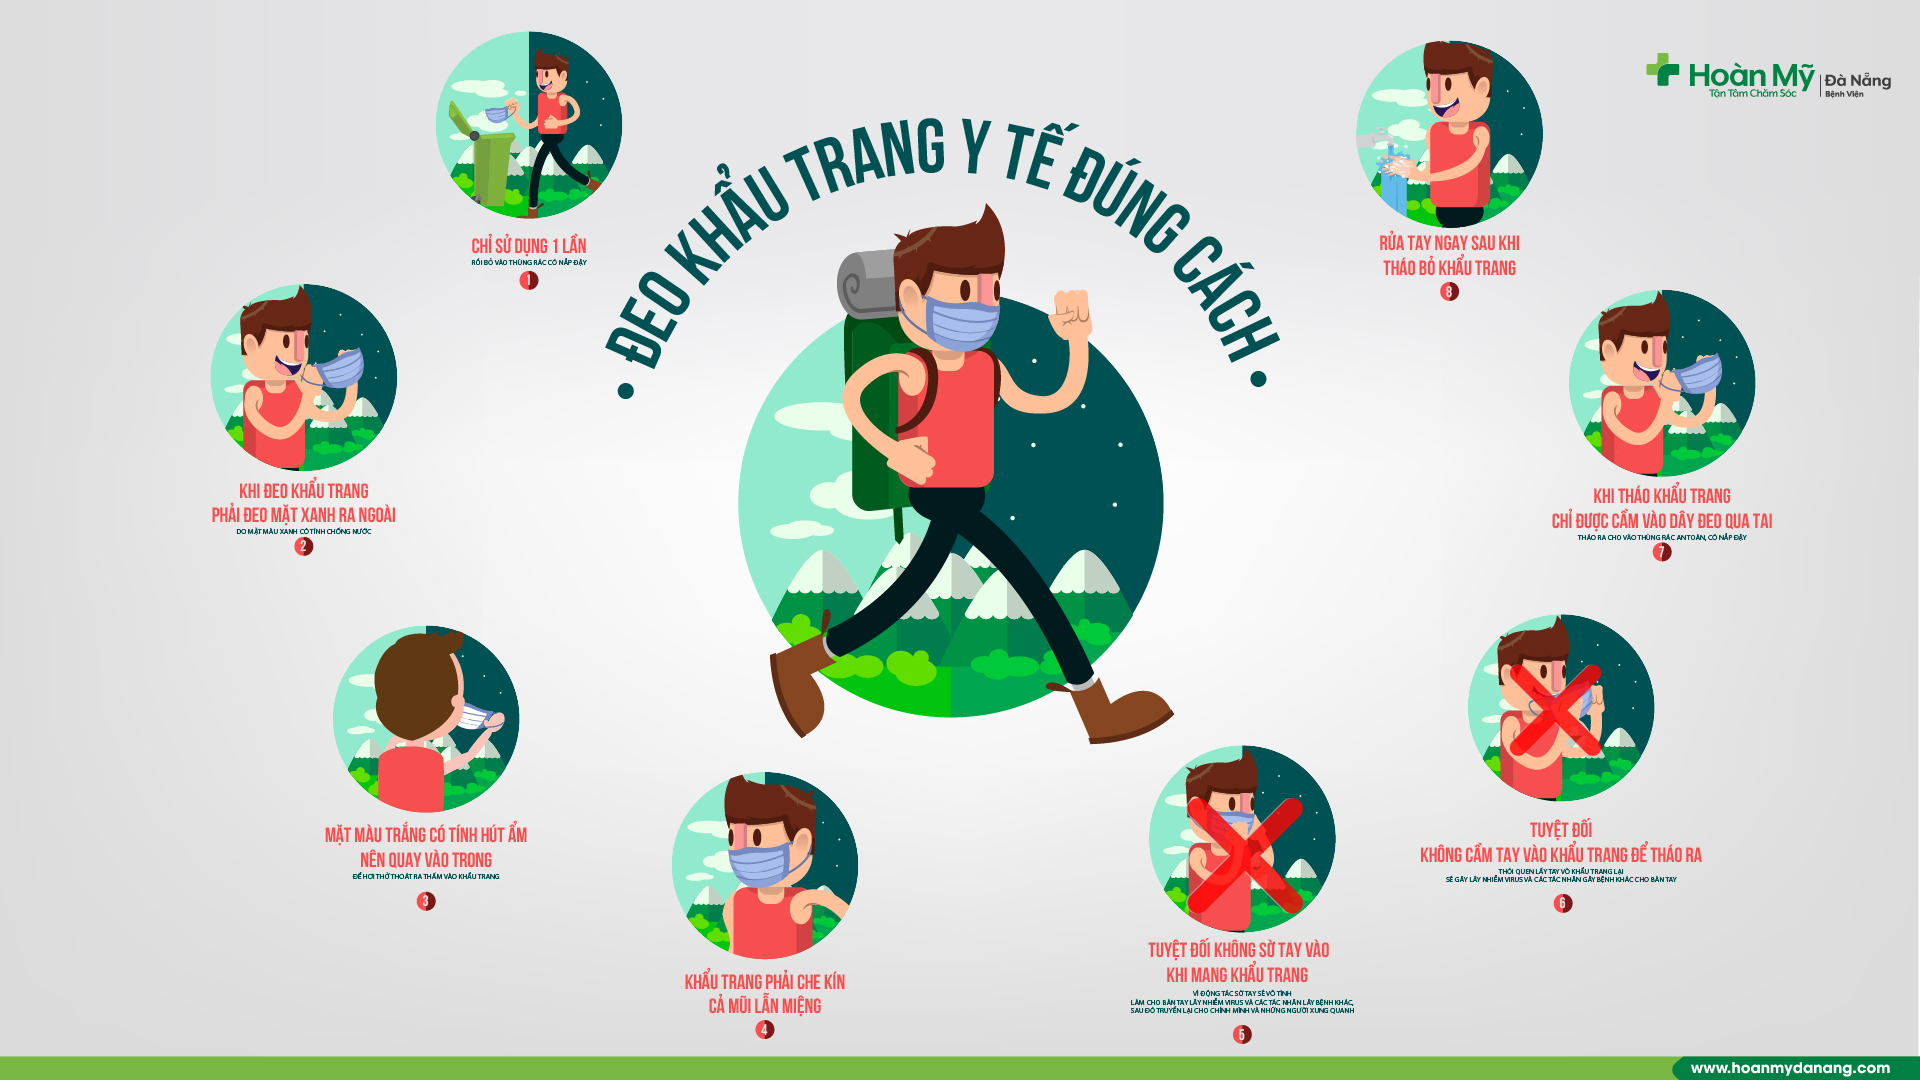 ĐEO KHẨU TRANG Y TẾ ĐÚNG CÁCH
Hoàn Mỹ
Tận Tâm Chăm Sóc
Đà Nẵng
Bệnh Viện
CHỈ SỬ DỤNG 1 LẦN
RỒI BỎ VÀO THÙNG RÁC CÓ NẮP ĐẬY
1
KHI ĐEO KHẨU TRANG
PHẢI ĐEO MẶT XANH RA NGOÀI
DO MẶT MÀU XANH CÓ TÍNH CHỐNG NƯỚC
2
MẶT MÀU TRẮNG CÓ TÍNH HÚT ẨM
NÊN QUAY VÀO TRONG
ĐỂ HƠI THỞ THOÁT RA THẤM VÀO KHẨU TRANG
3
KHẨU TRANG PHẢI CHE KÍN
CẢ MŨI LẪN MIỆNG
4
TUYỆT ĐỐI KHÔNG SỜ TAY VÀO
KHI MANG KHẨU TRANG
VÌ ĐỘNG TÁC SỜ TAY SẼ VÔ TÌNH
LÀM CHO BÀN TAY LÂY NHIỄM VIRUS VÀ CÁC TÁC NHÂN LÂY BỆNH KHÁC,
SAU ĐÓ TRUYỀN LẠI CHO CHÍNH MÌNH VÀ NHỮNG NGƯỜI XUNG QUANH
5
TUYỆT ĐỐI
KHÔNG CẦM TAY VÀO KHẨU TRANG ĐỂ THÁO RA
THÓI QUEN LẤY TAY VÒ KHẨU TRANG LẠI
SẼ GÂY LÂY NHIỄM VIRUS VÀ CÁC TÁC NHÂN GÂY BỆNH KHÁC CHO BÀN TAY
6
KHI THÁO KHẨU TRANG
CHỈ ĐƯỢC CẦM VÀO DÂY ĐEO QUA TAI
THÁO RA CHO VÀO THÙNG RÁC AN TOÀN, CÓ NẮP ĐẬY
7
RỬA TAY NGAY SAU KHI
THÁO BỎ KHẨU TRANG
8
www.hoanmydanang.com